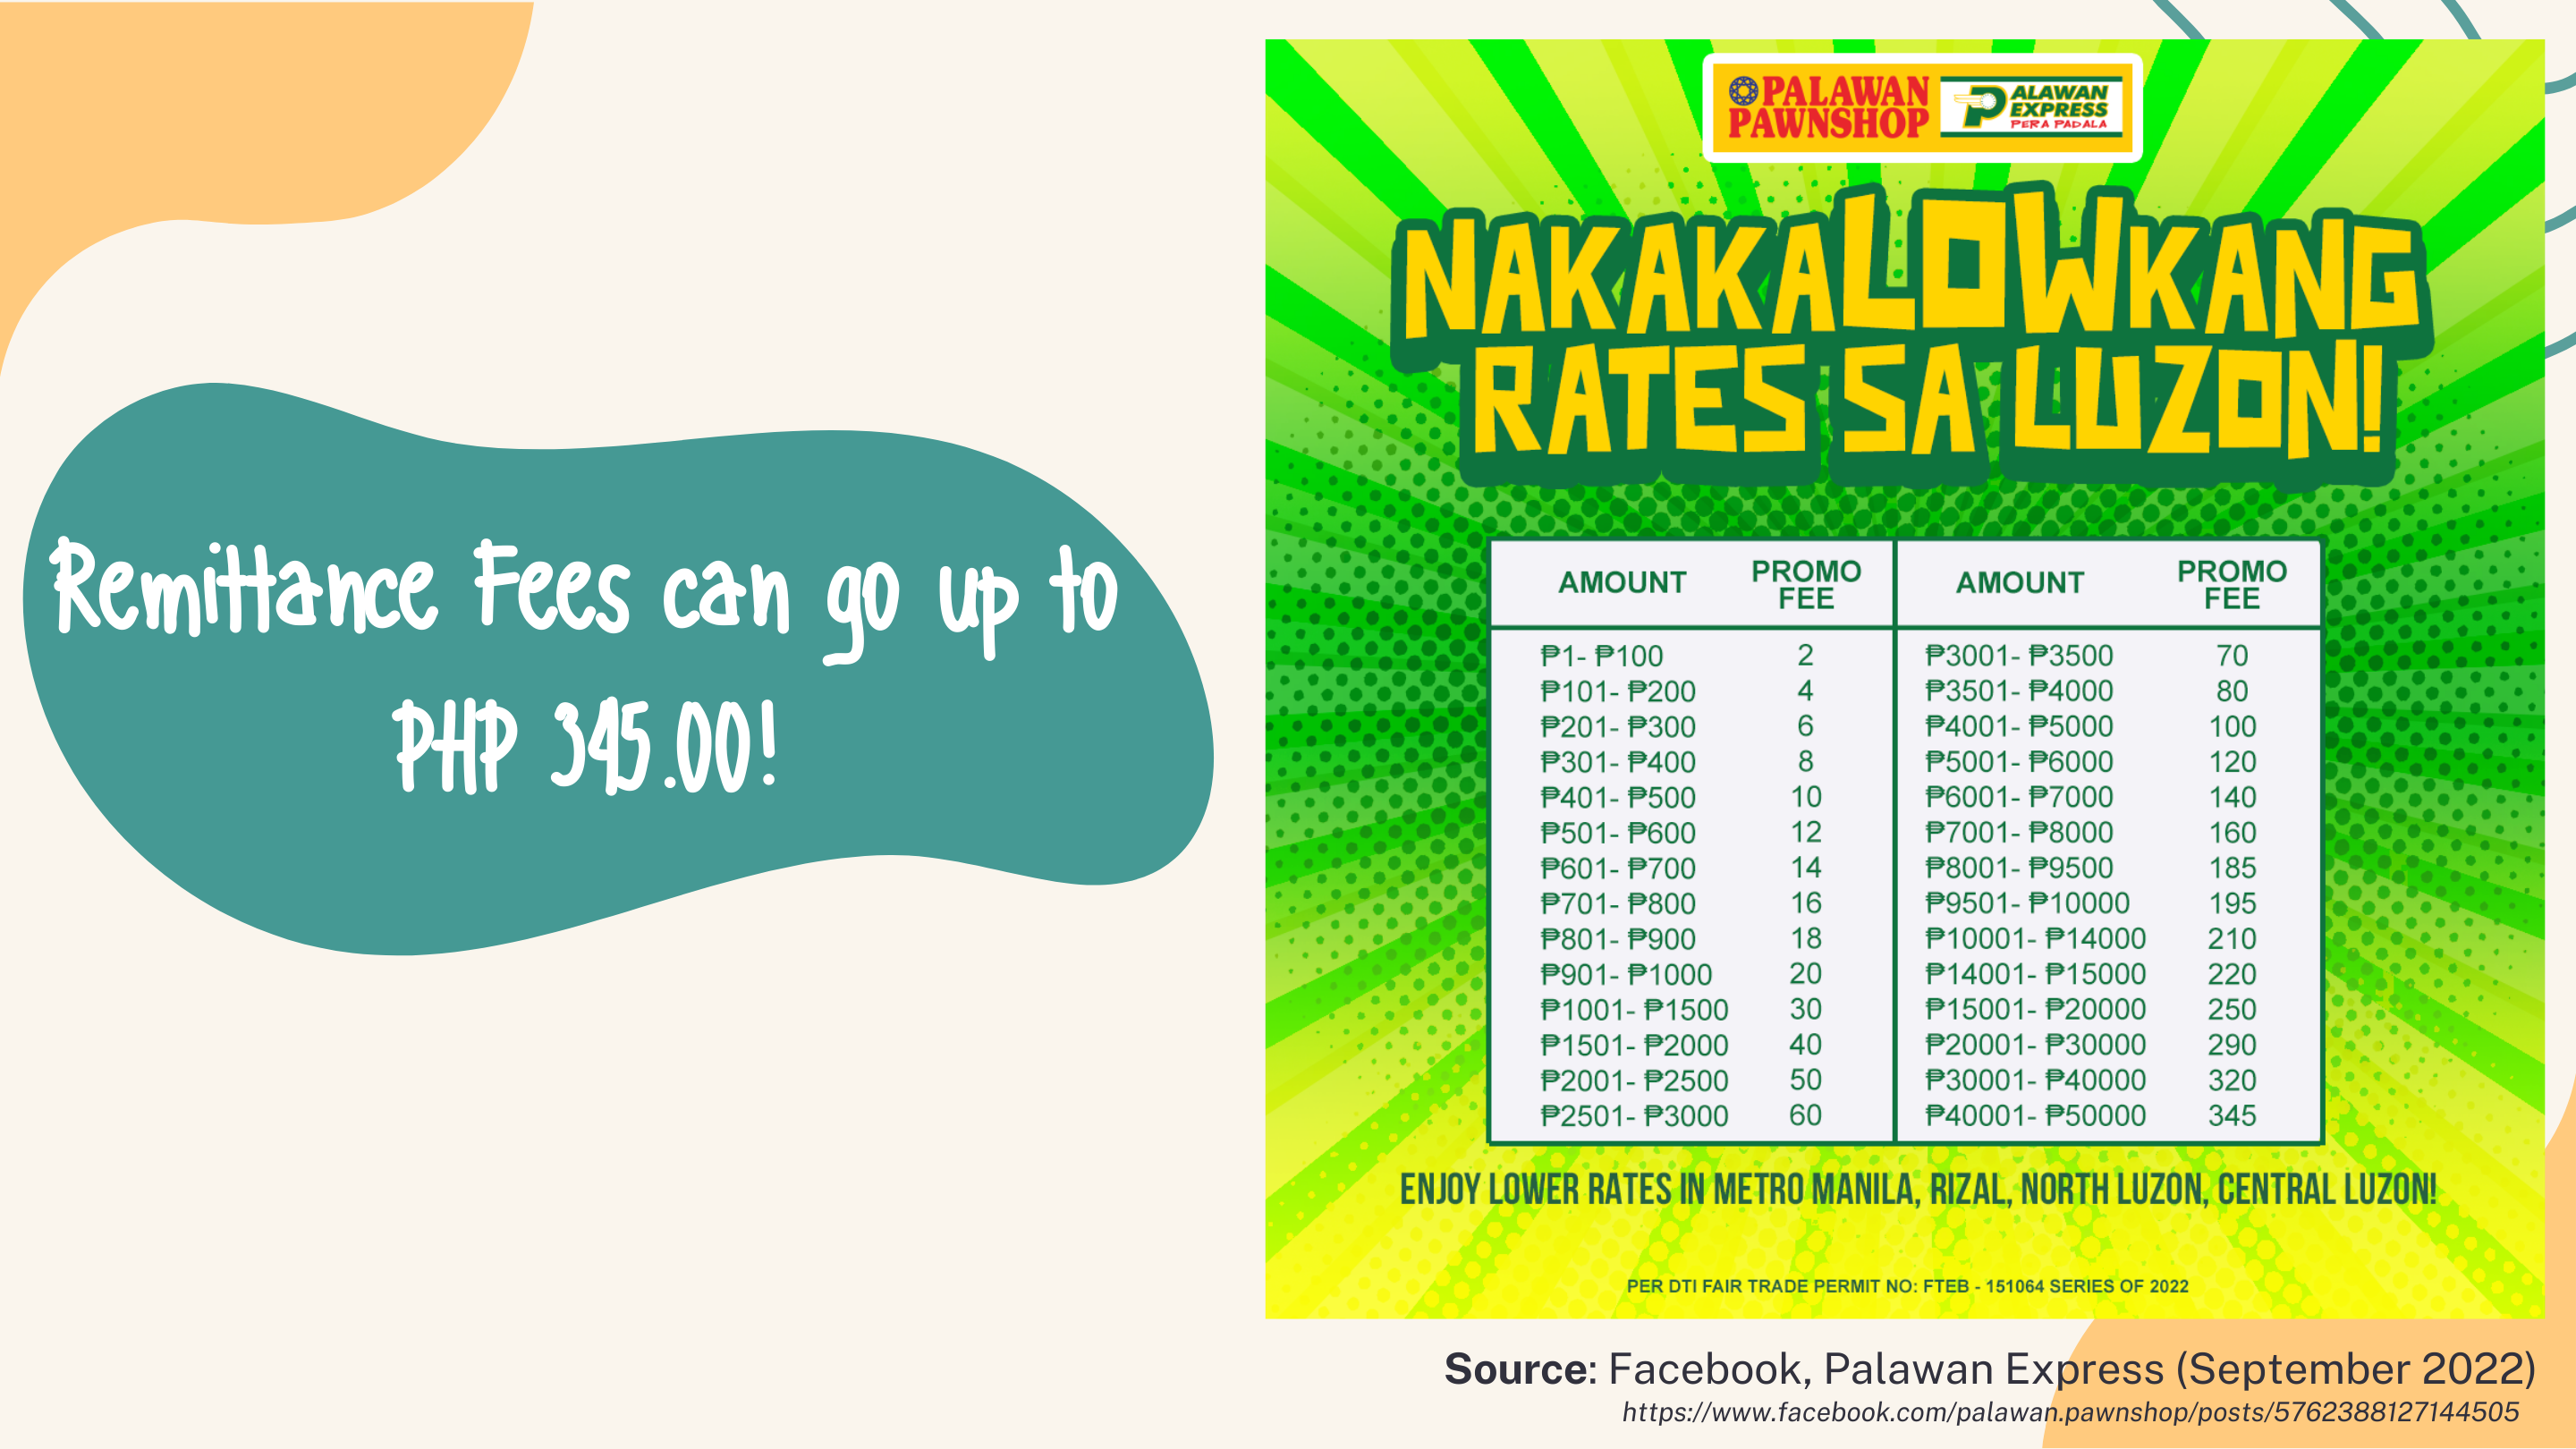 Remittance Fees can go up to
PHP 345.00!
PALAWAN
PAWNSHOP
PALAWAN
EXPRESS
PERA PADALA
NAKAKALOWKANG
RATES SA LUZON!
AMOUNT PROMO FEE AMOUNT PROMO FEE
₱1- ₱100 2 ₱3001- ₱3500 70
₱101- ₱200 4 ₱3501- ₱4000 80
₱201- ₱300 6 ₱4001- ₱5000 100
₱301- ₱400 8 ₱5001- ₱6000 120
₱401- ₱500 10 ₱6001- ₱7000 140
₱501- ₱600 12 ₱7001- ₱8000 160
₱601- ₱700 14 ₱8001- ₱9500 185
₱701- ₱800 16 ₱9501- ₱10000 195
₱801- ₱900 18 ₱10001- ₱14000 210
₱901- ₱1000 20 ₱14001- ₱15000 220
₱1001- ₱1500 30 ₱15001- ₱20000 250
₱1501- ₱2000 40 ₱20001- ₱30000 290
₱2001- ₱2500 50 ₱30001- ₱40000 320
₱2501- ₱3000 60 ₱40001- ₱50000 345
ENJOY LOWER RATES IN METRO MANILA, RIZAL, NORTH LUZON, CENTRAL LUZON!
PER DTI FAIR TRADE PERMIT NO: FTEB - 151064 SERIES OF 2022
Source: Facebook, Palawan Express (September 2022)
https://www.facebook.com/palawan.pawnshop/posts/5762388127144505